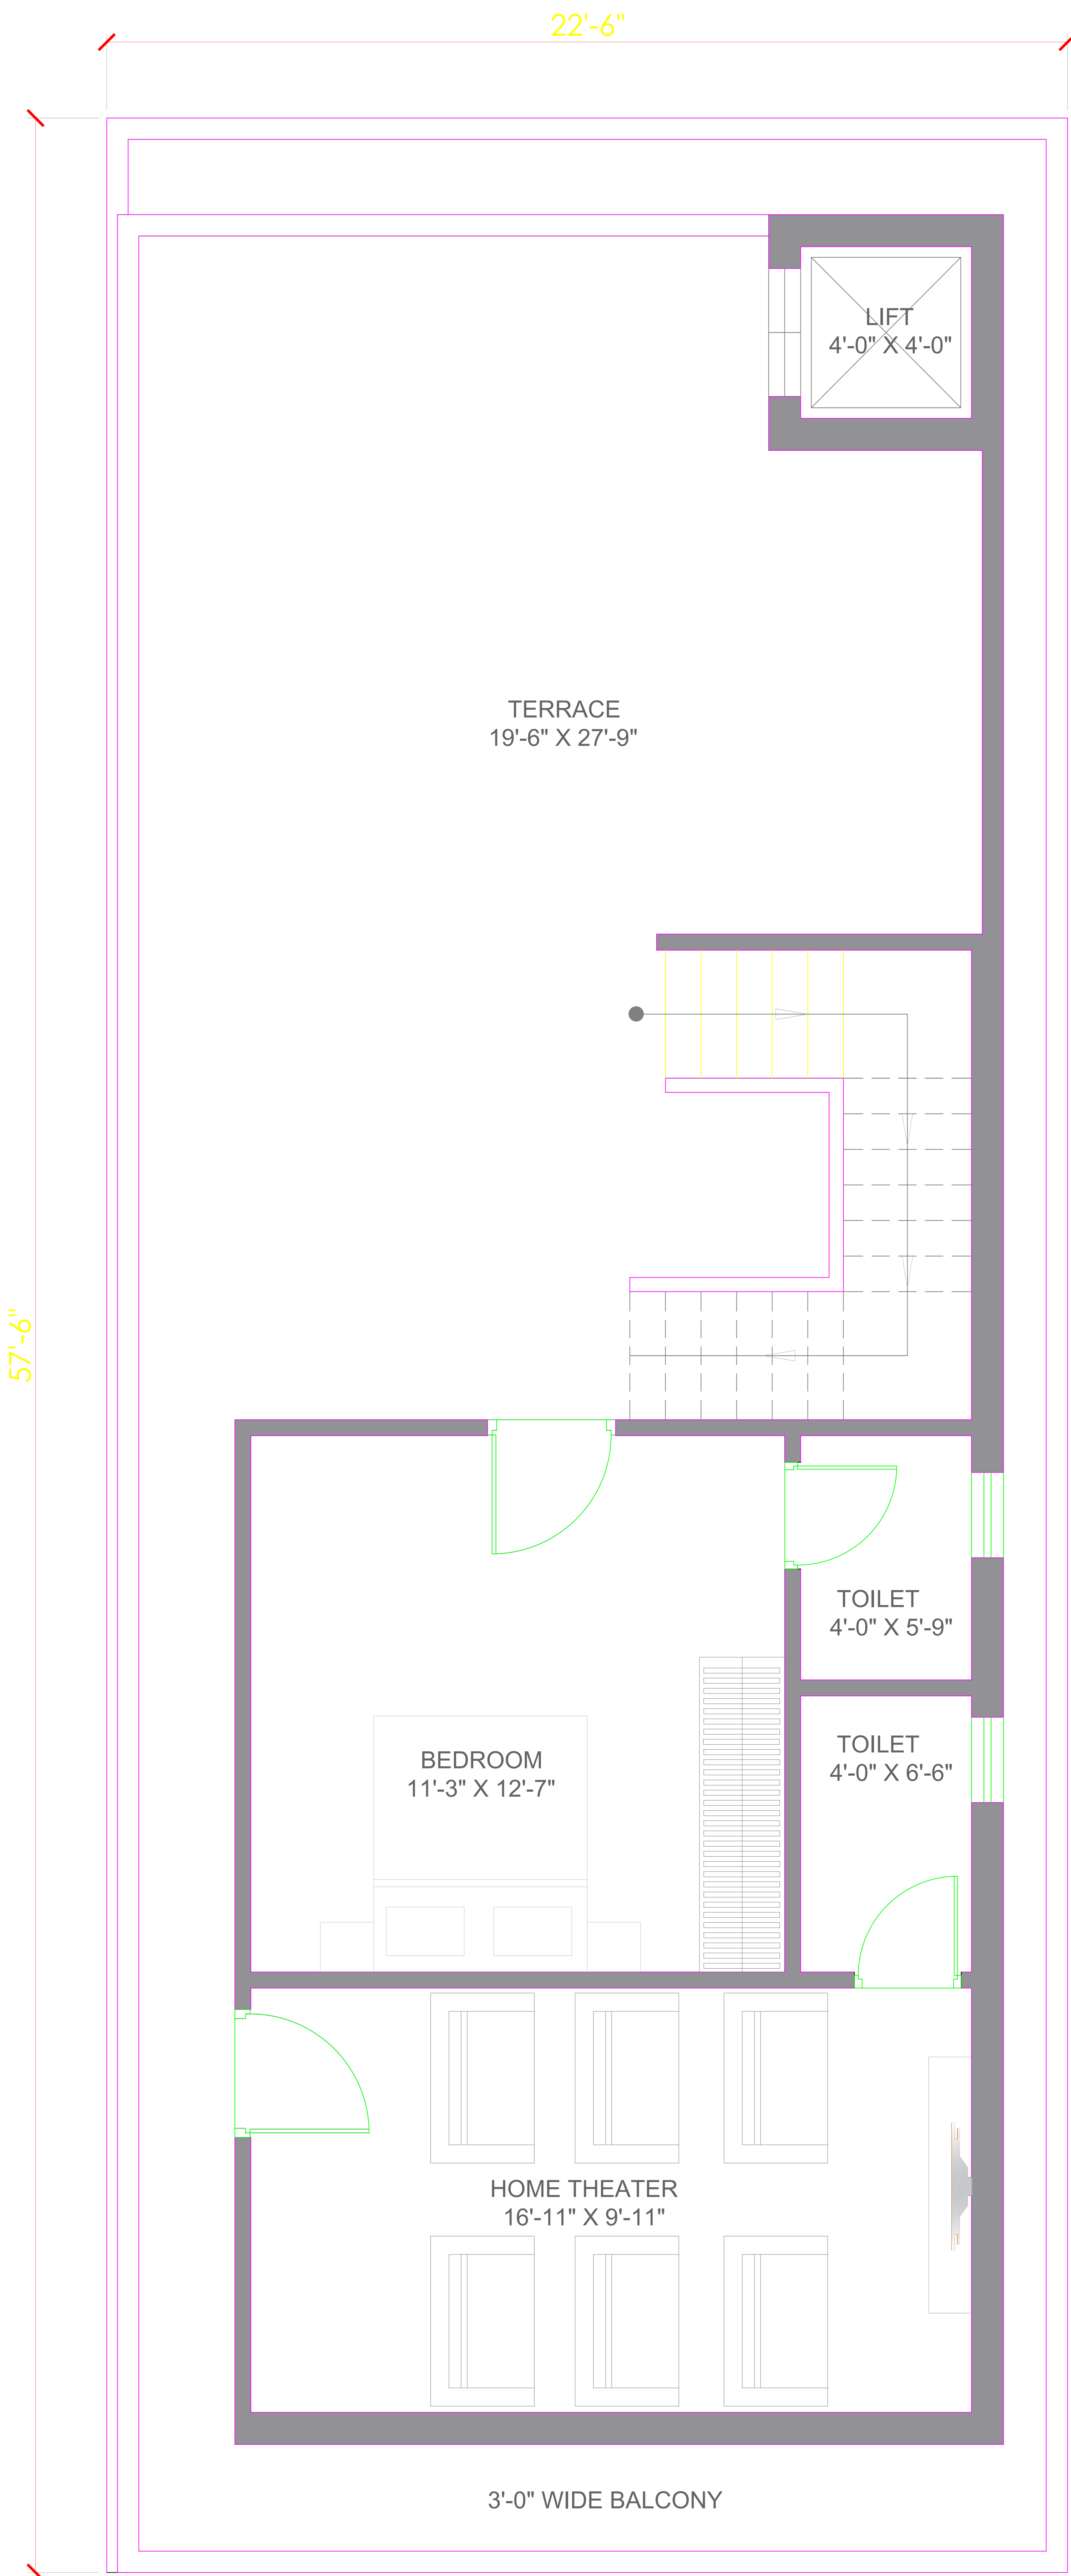 22'-6"
LIFT
4'-0" X 4'-0"
TERRACE
19'-6" X 27'-9"
57'-6"
TOILET
4'-0" X 5'-9"
TOILET
4'-0" X 6'-6"
BEDROOM
11'-3" X 12'-7"
HOME THEATER
16'-11" X 9'-11"
3'-0" WIDE BALCONY